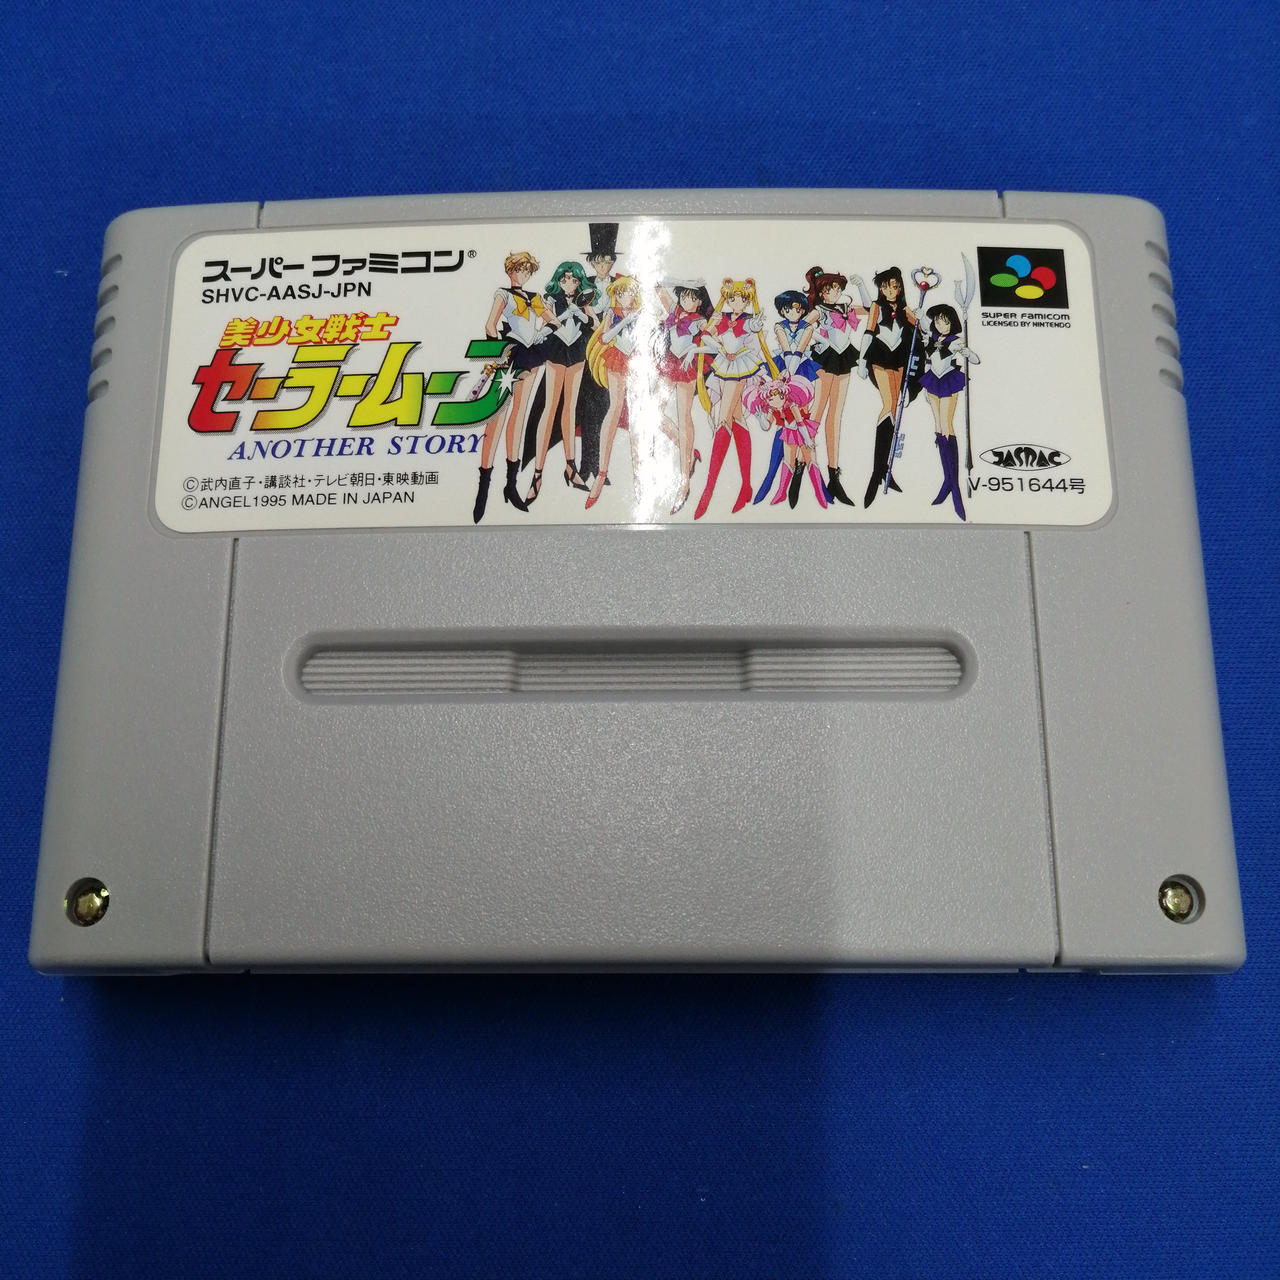 スーパーファミコン®
SHVC-AASJ-JPN
美少女戦士
セーラームーン
ANOTHER STORY
©武内直子・講談社・テレビ朝日・東映動画
©ANGEL1995 MADE IN JAPAN
SUPER FAMICOM
LICENSED BY NINTENDO
JASRAC
V-951644号